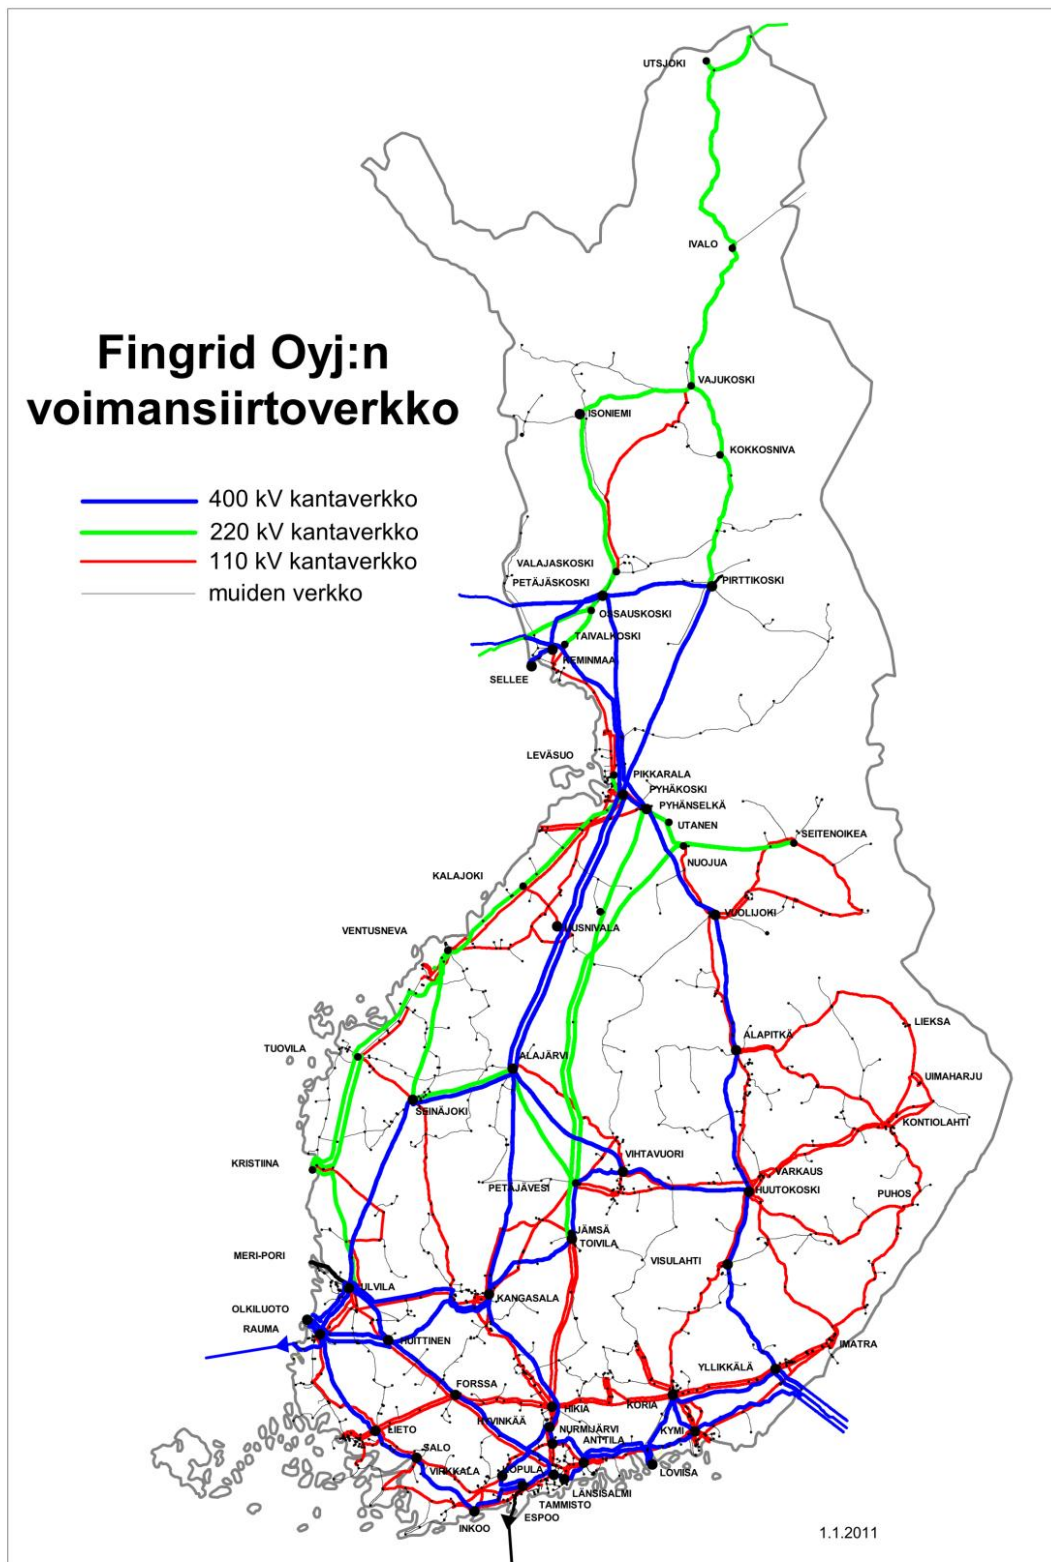 UTSJOKI
IVALO
Fingrid Oyj:n
voimansiirtoverkko
VAJUKOSKI
ISONIEMI
KOKKOSNIVA
400 kV kantaverkko
220 kV kantaverkko
110 kV kantaverkko
muiden verkko
VALAJASKOSKI
PETÄJÄSKOSKI
PIRTTIKOSKI
OSSAUSKOSKI
TAIVALKOSKI
KEMINMAA
SELLEE
LEVÄSUO
PIKKARALA
PYHÄKOSKI
PYHÄNSELKÄ
UTANEN
SEITENOIKEA
NUOJUA
KALAJOKI
VUOLIJOKI
UUSNIVALA
VENTUSNEVA
LIEKSA
ALAPITKÄ
TUOVILA
ALAJÄRVI
UIMAHARJU
SEINÄJOKI
KONTIOLAHTI
VIHTAVUORI
KRISTIINA
VARKAUS
PETÄJÄVESI
HUUTOKOSKI
PUHOS
JÄMSÄ
TOIVILA
MERI-PORI
VISULAHTI
ULVILA
KANGASALA
OLKILUOTO
RAUMA
HUITTINEN
IMATRA
YLLIKKÄLÄ
FORSSA
KORIA
HIKIA
HYVINKÄÄ
NURMIJÄRVI
LIETO
KYMI
ANTTILA
SALO
VIRKKALA
KOPULA
LOVIISA
LÄNSISALMI
TAMMISTO
ESPOO
INKOO
1.1.2011